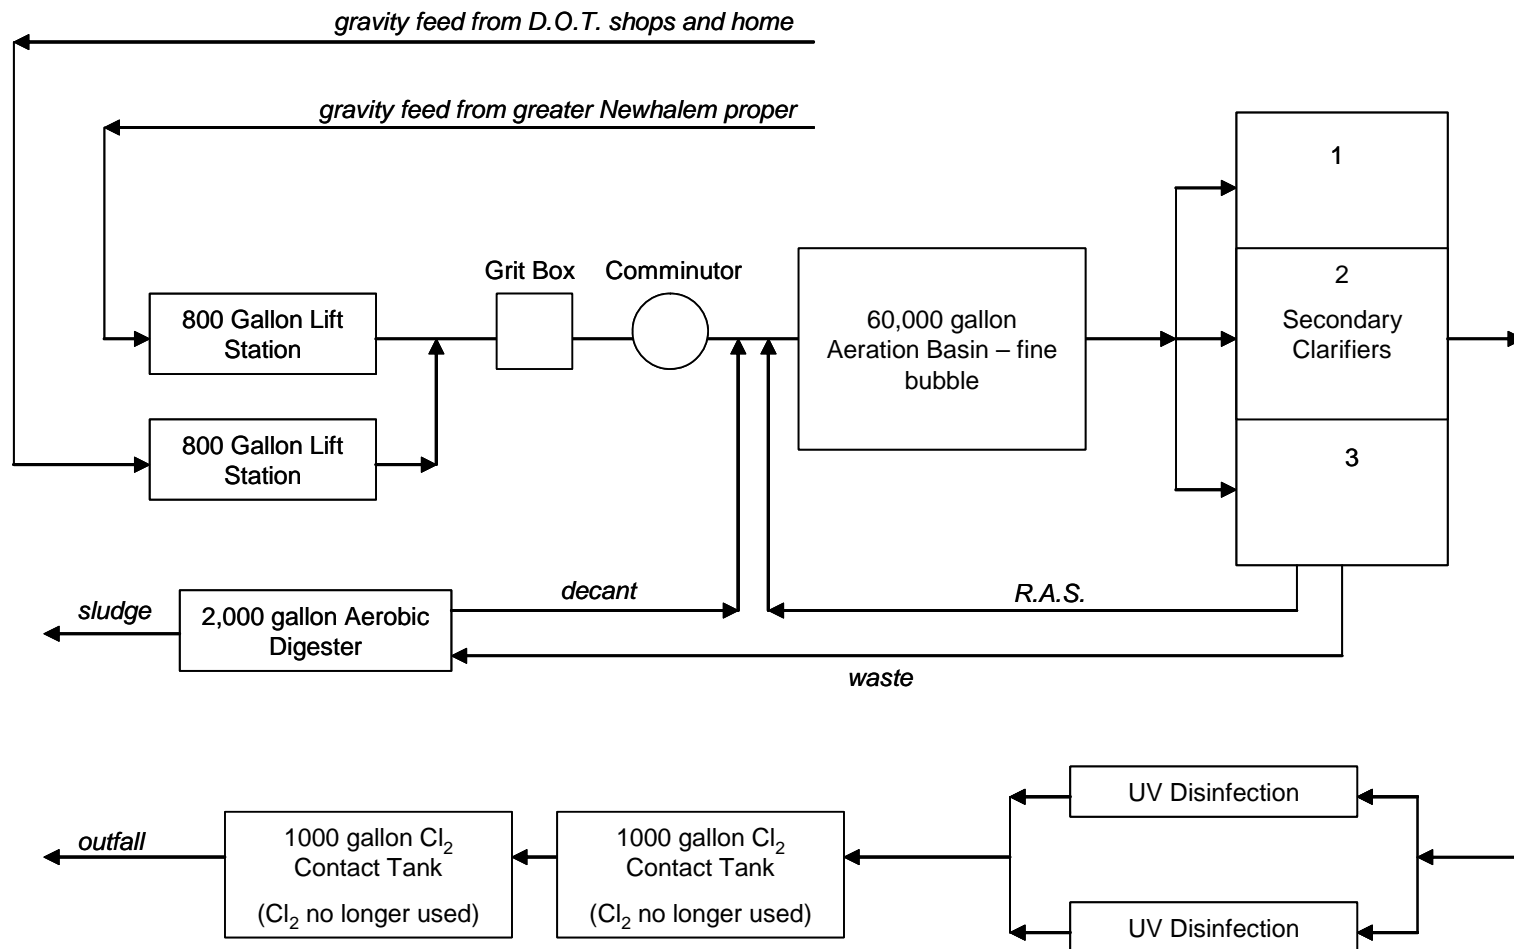 gravity feed from D.O.T. shops and home
gravity feed from greater Newhalem proper
1
Grit Box
Comminutor
2
Secondary
Clarifiers
800 Gallon Lift
Station
60,000 gallon
Aeration Basin – fine
bubble
800 Gallon Lift
Station
3
sludge
2,000 gallon Aerobic
Digester
decant
R.A.S.
waste
UV Disinfection
outfall
1000 gallon Cl₂
Contact Tank
(Cl₂ no longer used)
1000 gallon Cl₂
Contact Tank
(Cl₂ no longer used)
UV Disinfection